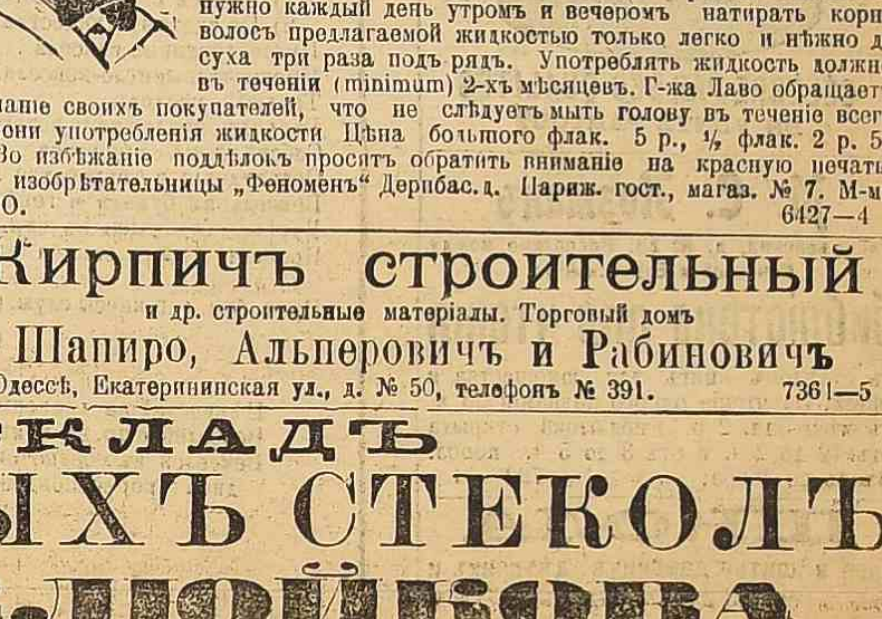 нужно каждый день утромъ и вечеромъ натирать корн
волосъ предлагаемой жидкостью только легко и нѣжно д
суха три раза подъ рядъ. Употреблять жидкость должн
въ теченіи (minimum) 2-хъ мѣсяцевъ. Г-жа Лаво обращает
маніе своихъ покупателей, что не слѣдуетъ мыть голову въ теченіе всег
ени употребленія жидкости Цѣна большого флак. 5 р., ½ флак. 2 р. 5
Во избѣжаніе поддѣлокъ просятъ обратить вниманіе на красную печать
изобрѣтательницы „Феноменъ“ Дерибас. д. Париж. гост., магаз. № 7. М-м
О. 6427—4
Кирпичъ строительный
и др. строительные матеріалы. Торговый домъ
Шапиро, Альперовичъ и Рабиновичъ
Одессѣ, Екатерининская ул., д. № 50, телефонъ № 391. 7361—5
СКЛАДЪ
ЫХЪ СТЕКОЛЪ